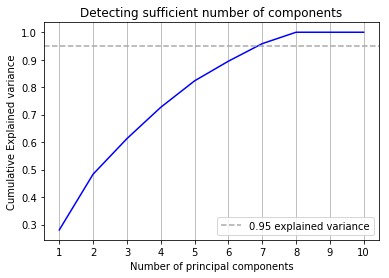 Detecting sufficient number of components
Cumulative Explained variance
1.0
0.9
0.8
0.7
0.6
0.5
0.4
0.3
0.95 explained variance
1 2 3 4 5 6 7 8 9 10
Number of principal components